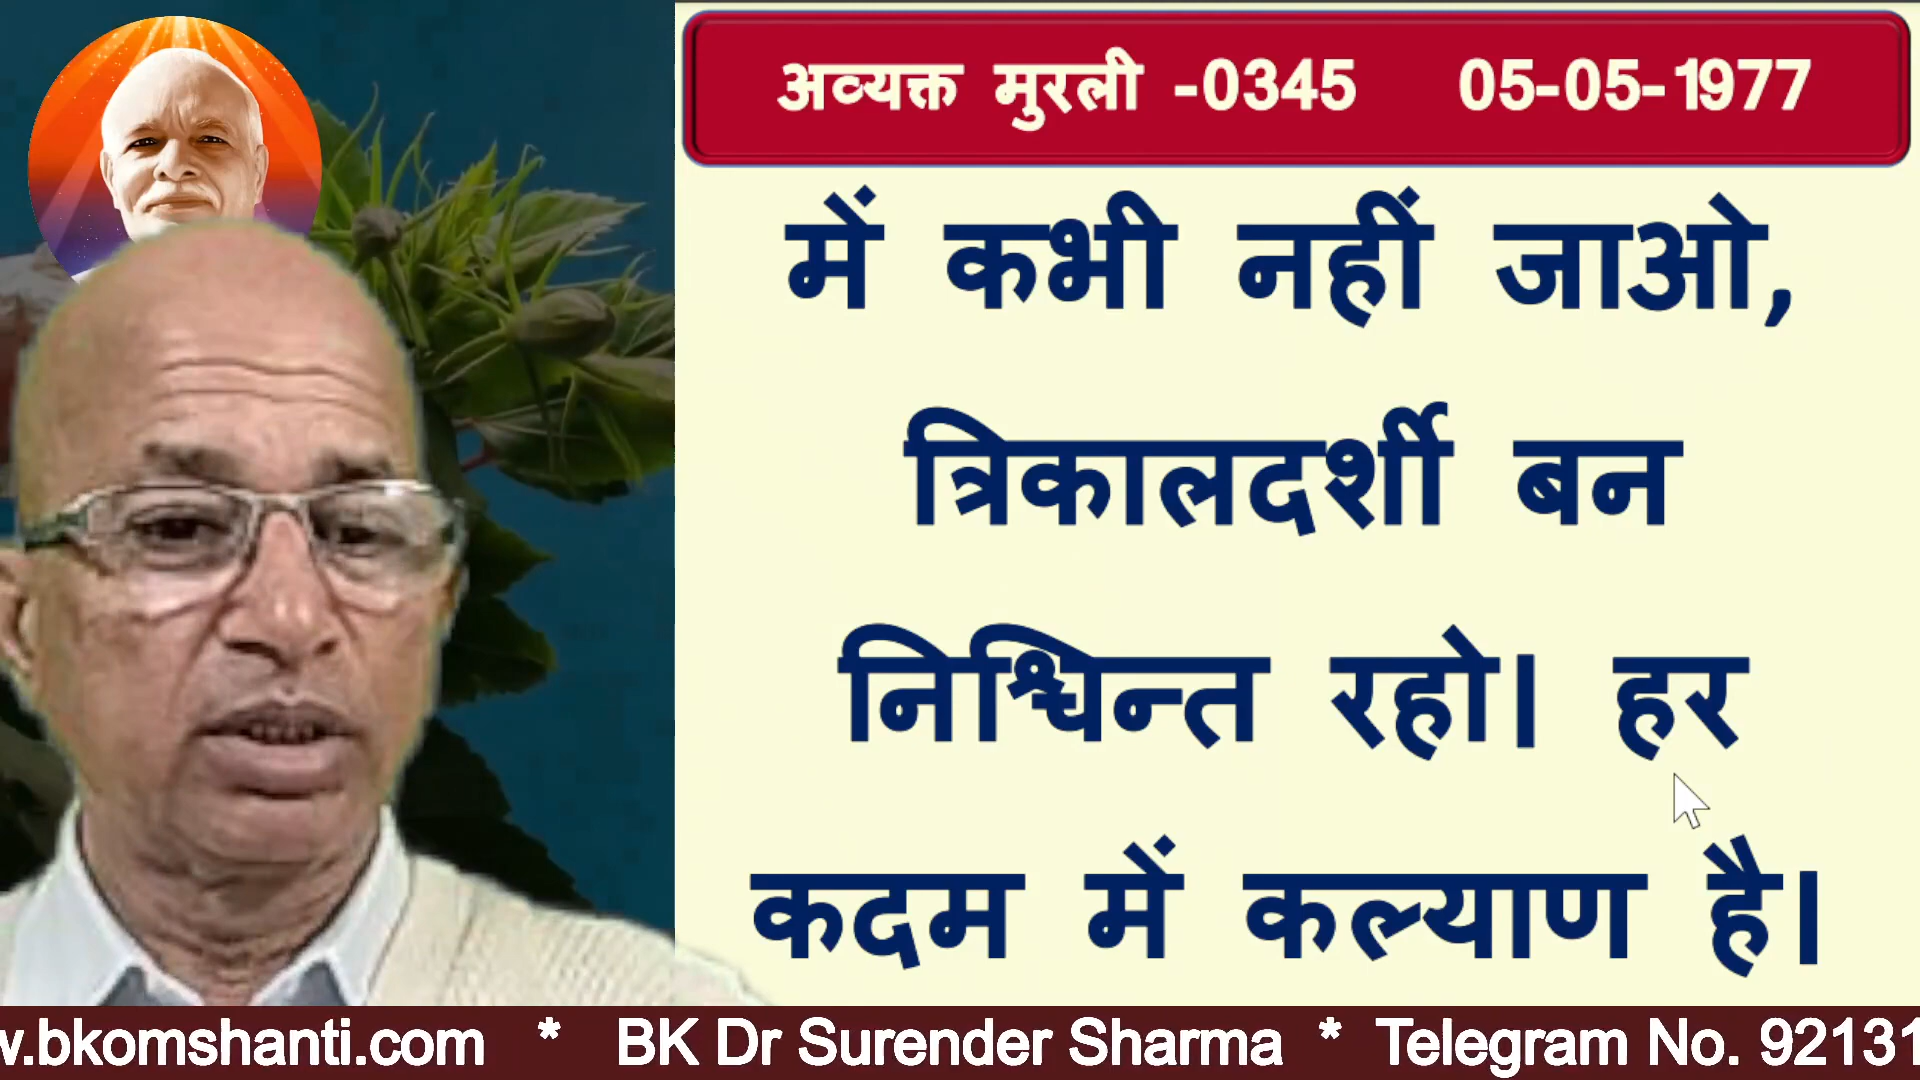 अव्यक्त मुरली -0345 05-05-1977
में कभी नहीं जाओ,
त्रिकालदर्शी बन
निश्चिन्त रहो। हर
कदम में कल्याण है।
w.bkomshanti.com * BK Dr Surender Sharma * Telegram No. 92131